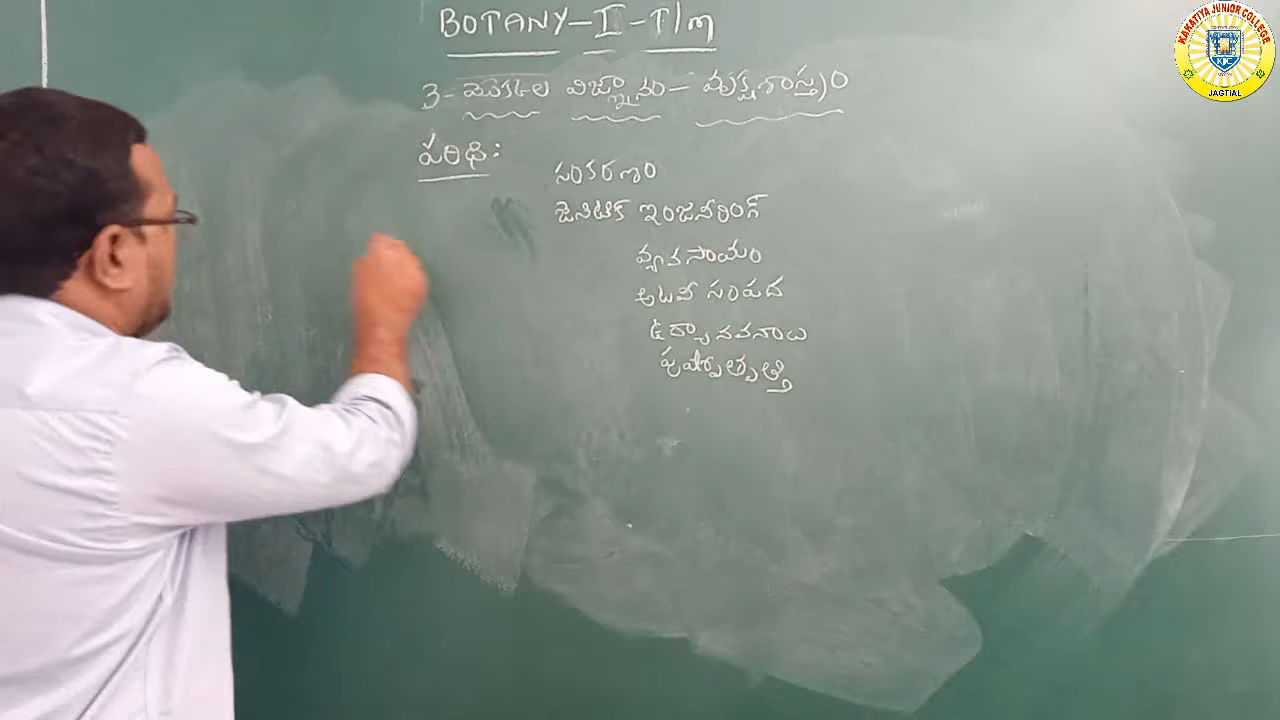 BOTANY-I-T/m
3- మొక్కల విజ్ఞానం- వృక్షశాస్త్రం
పరిధి:
సంకరణం
జెనిటిక్ ఇంజనీరింగ్
వ్యవసాయం
అటవీ సంపద
ఉద్యానవనాలు
పుష్పోత్పత్తి
KAKATIYA JUNIOR COLLEGE
KJC
JAGTIAL